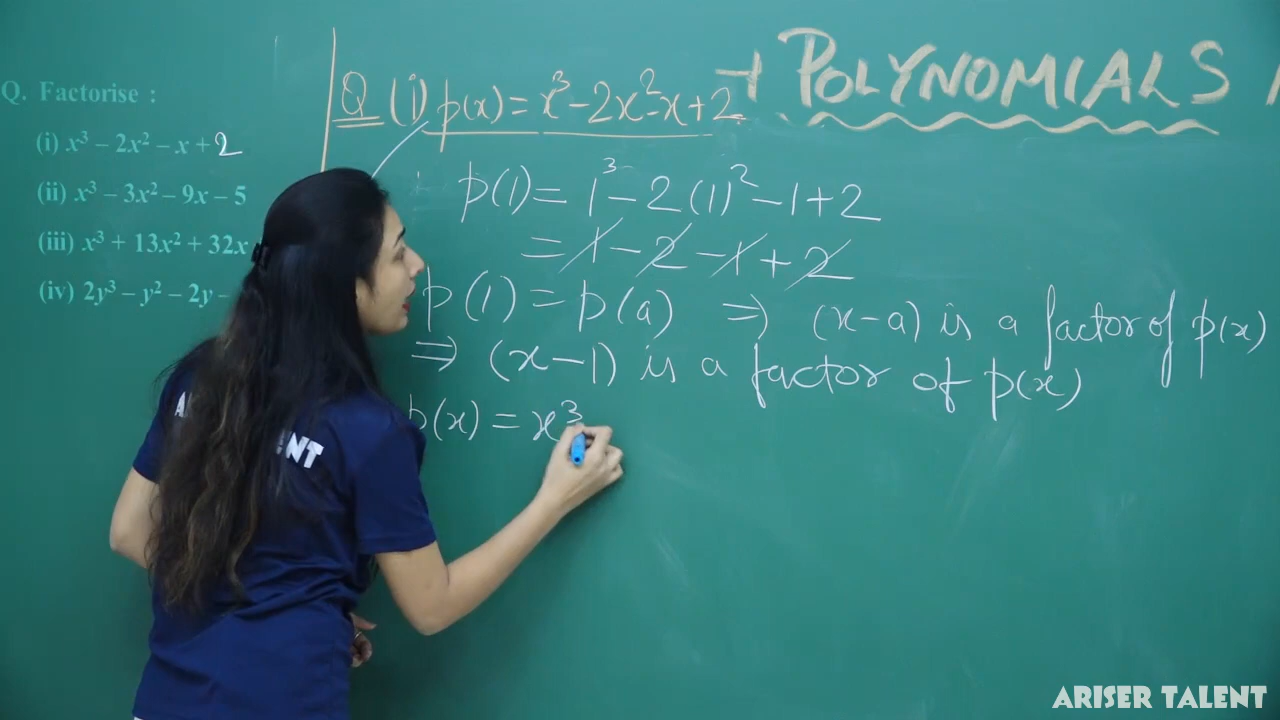 POLYNOMIALS
Q. Factorise :
(i) x³ – 2x² – x + 2
(ii) x³ – 3x² – 9x – 5
(iii) x³ + 13x² + 32x
(iv) 2y³ – y² – 2y –
Q (i) p(x) = x³ - 2x² - x + 2
p(1) = 1³ - 2(1)² - 1 + 2
= 1 - 2 - 1 + 2
p(1) = p(a) ⇒ (x-a) is a factor of p(x)
⇒ (x-1) is a factor of p(x)
p(x) = x³
NT
ARISER TALENT